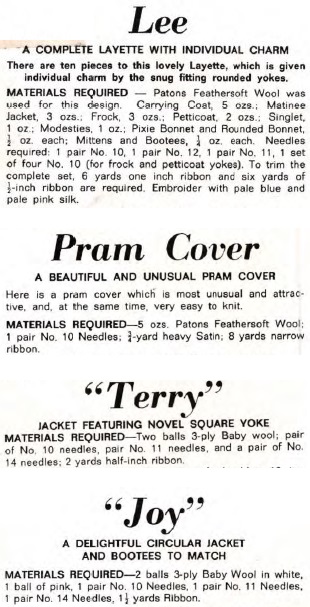 Lee
A COMPLETE LAYETTE WITH INDIVIDUAL CHARM
There are ten pieces to this lovely Layette, which is given
individual charm by the snug fitting rounded yokes.
MATERIALS REQUIRED — Patons Feathersoft Wool was
used for this design. Carrying Coat, 5 ozs.; Matinee
Jacket, 3 ozs.; Frock, 3 ozs.; Petticoat, 2 ozs.; Singlet,
1 oz.; Modesties, 1 oz.; Pixie Bonnet and Rounded Bonnet,
½ oz. each; Mittens and Bootees, ½ oz. each. Needles
required: 1 pair No. 10, 1 pair No. 12, 1 pair No. 11, 1 set
of four No. 10 (for frock and petticoat yokes). To trim the
complete set, 6 yards one inch ribbon and six yards of
½-inch ribbon are required. Embroider with pale blue and
pale pink silk.
Pram Cover
A BEAUTIFUL AND UNUSUAL PRAM COVER
Here is a pram cover which is most unusual and attrac-
tive, and, at the same time, very easy to knit.
MATERIALS REQUIRED—5 ozs. Patons Feathersoft Wool;
1 pair No. 10 Needles; ¾-yard heavy Satin; 8 yards narrow
ribbon.
“Terry”
JACKET FEATURING NOVEL SQUARE YOKE
MATERIALS REQUIRED—Two balls 3-ply Baby wool; pair
of No. 10 needles, pair No. 11 needles, and a pair of No.
14 needles; 2 yards half-inch ribbon.
“Joy”
A DELIGHTFUL CIRCULAR JACKET
AND BOOTEES TO MATCH
MATERIALS REQUIRED—2 balls 3-ply Baby Wool in white,
1 ball of pink, 1 pair No. 10 Needles, 1 pair No. 11 Needles,
1 pair No. 14 Needles, 1½ yards Ribbon.